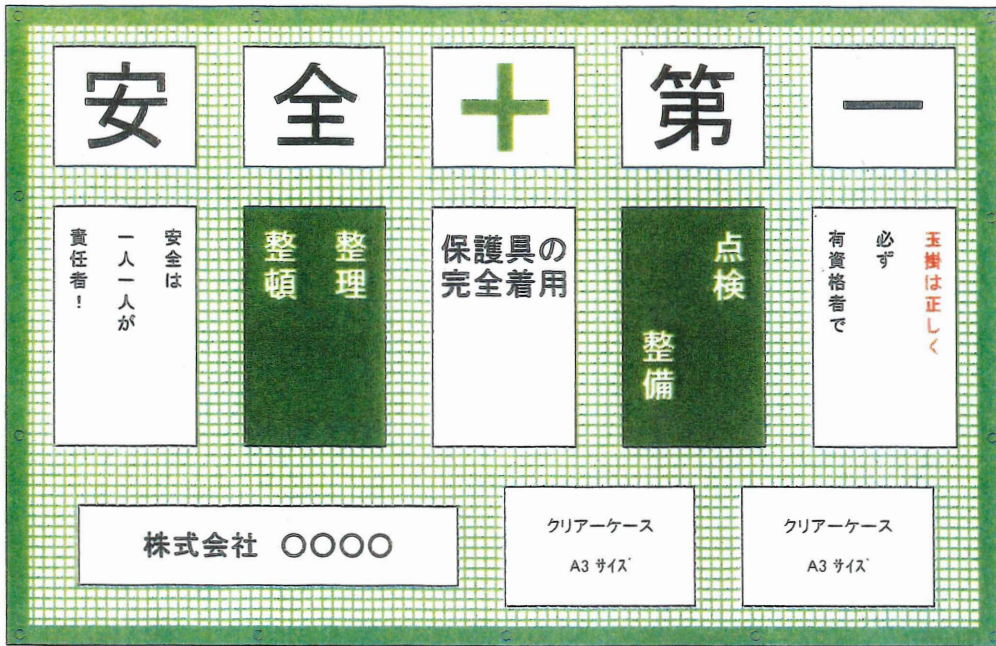 安全+第一
安全は
一人一人が
責任者!
整理
整頓
保護具の
完全着用
点検
整備
玉掛は正しく
必ず
有資格者で
株式会社 〇〇〇〇
クリアーケース
A3 サイズ
クリアーケース
A3 サイズ